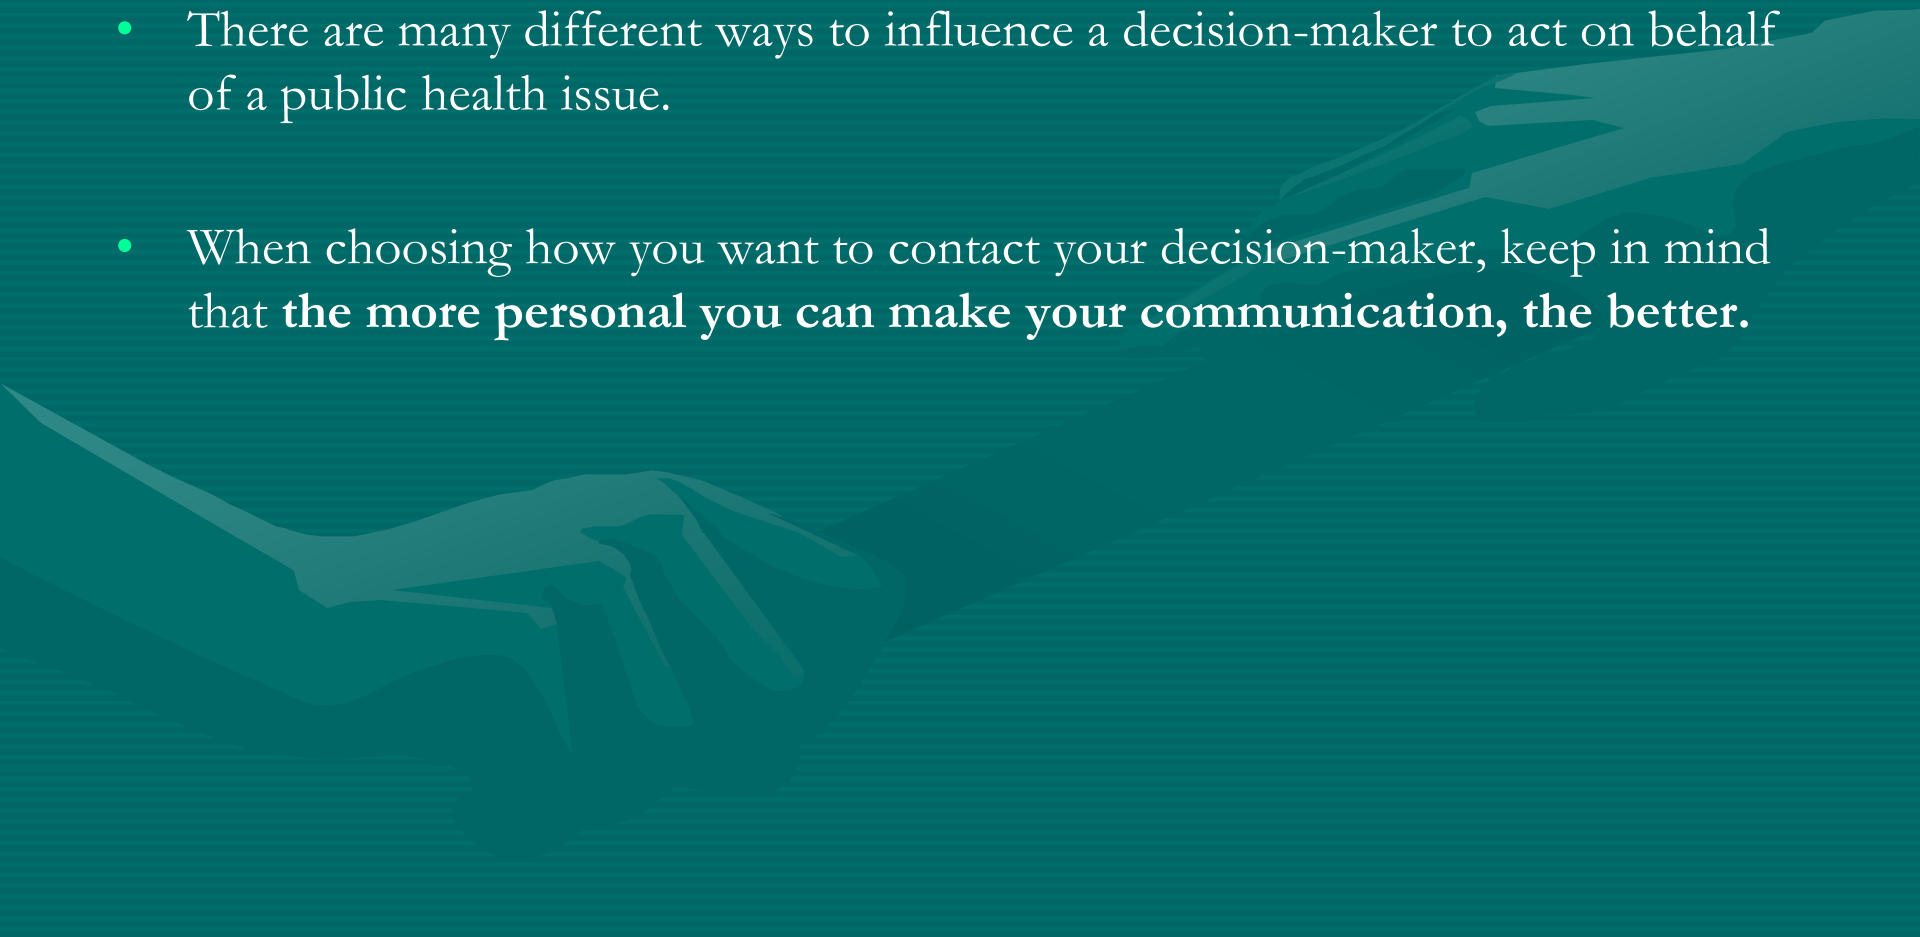 • There are many different ways to influence a decision-maker to act on behalf
of a public health issue.
• When choosing how you want to contact your decision-maker, keep in mind
that the more personal you can make your communication, the better.